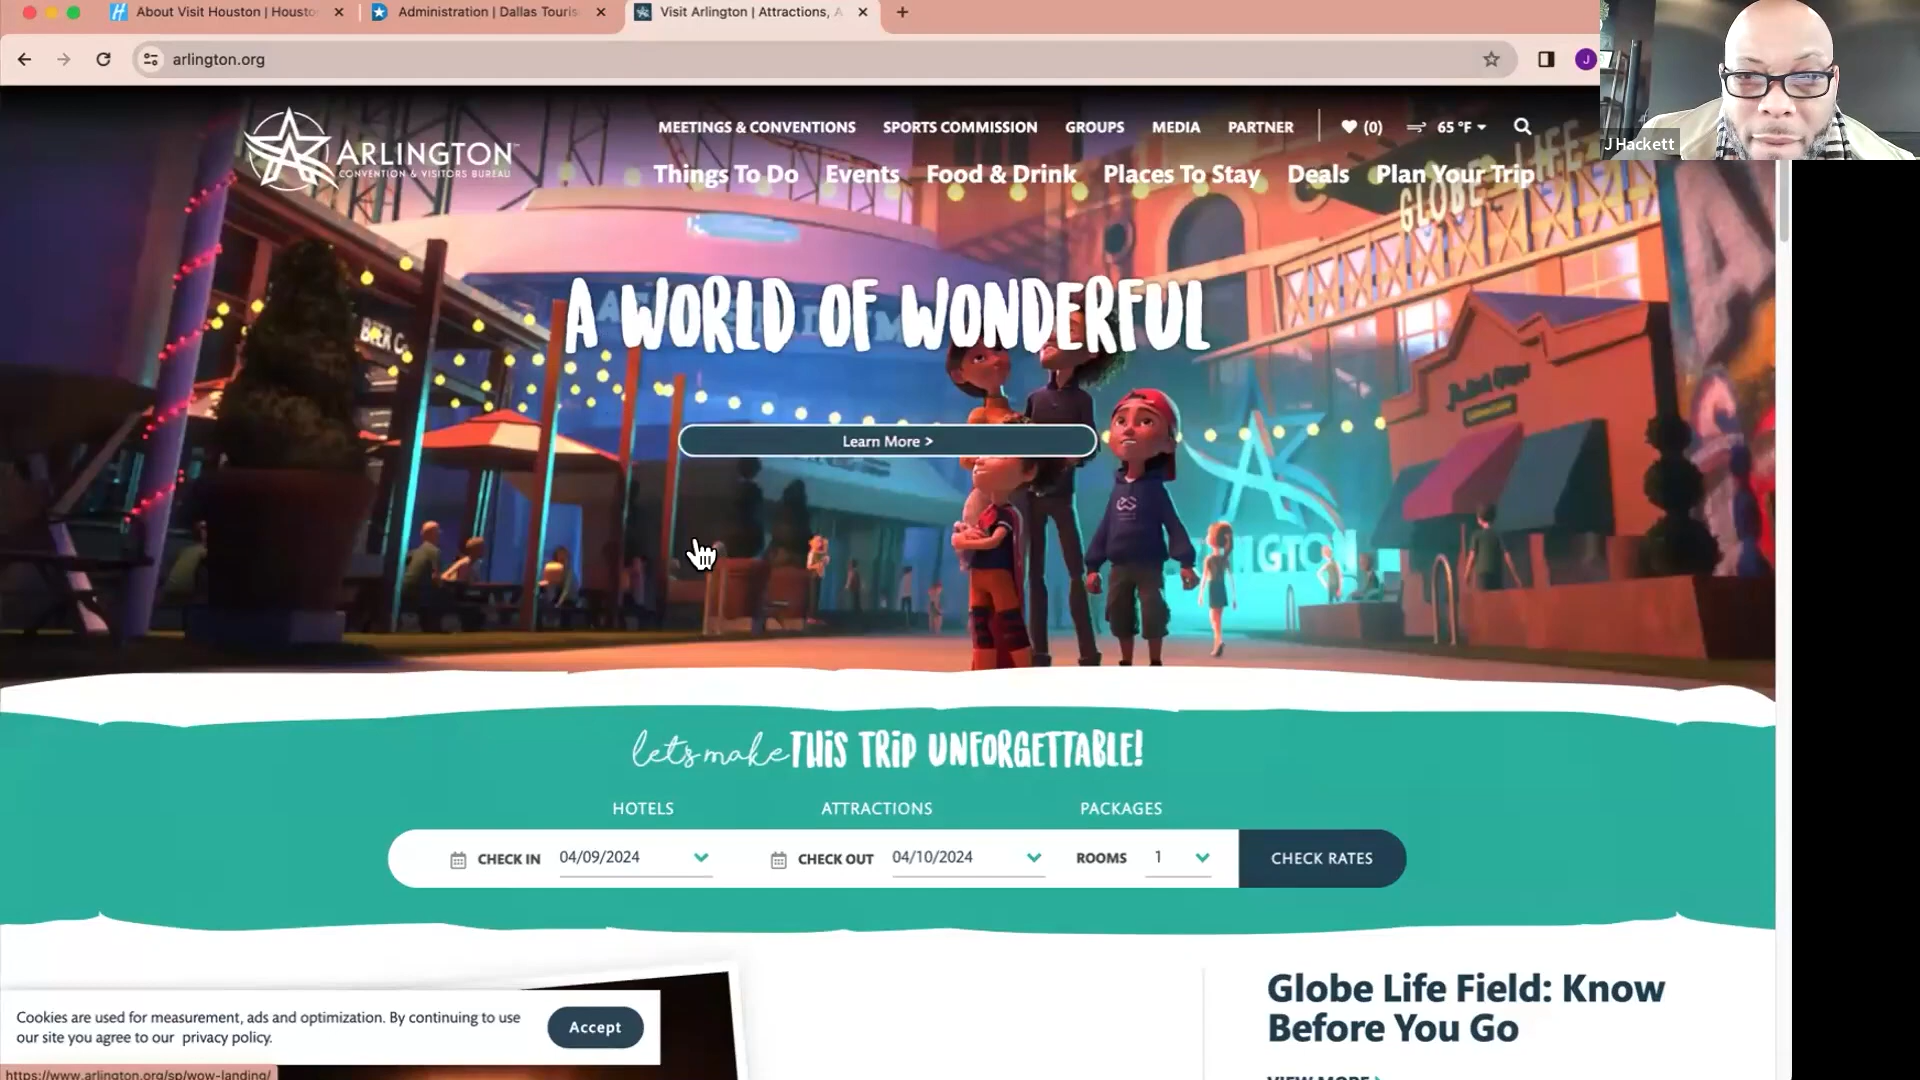 About Visit Houston | Housto
Administration | Dallas Touris
Visit Arlington | Attractions, A
arlington.org
J
J Hackett
ARLINGTON
CONVENTION & VISITORS BUREAU
MEETINGS & CONVENTIONS SPORTS COMMISSION GROUPS MEDIA PARTNER (0) 65 °F
Things To Do Events Food & Drink Places To Stay Deals Plan Your Trip
GLOBE LIFE
BEER C
A WORLD OF WONDERFUL
Learn More >
NGTON
let's make THIS TRIP UNFORGETTABLE!
HOTELS ATTRACTIONS PACKAGES
CHECK IN 04/09/2024 CHECK OUT 04/10/2024 ROOMS 1 CHECK RATES
Globe Life Field: Know
Before You Go
VIEW MORE >
Cookies are used for measurement, ads and optimization. By continuing to use
our site you agree to our privacy policy.
Accept
https://www.arlington.org/sp/wow-landing/